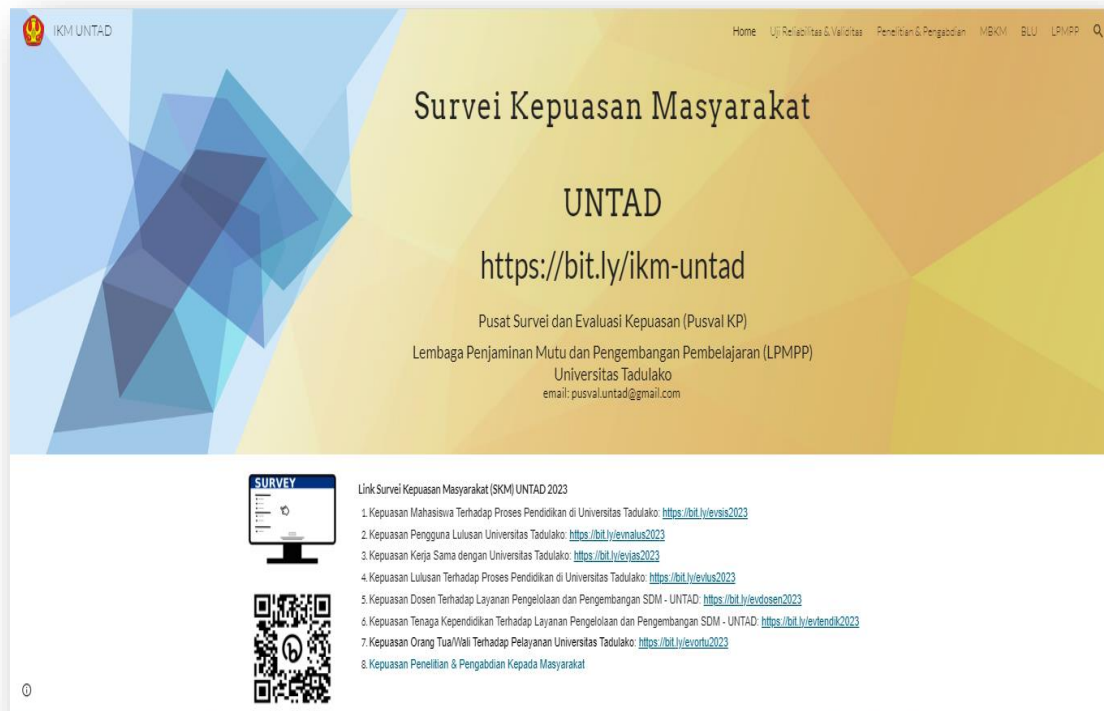 IKM UNTAD
Home Uji Reliabilitas & Validitas Penelitian & Pengabdian MBKM BLU LPMPP
Survei Kepuasan Masyarakat
UNTAD
https://bit.ly/ikm-untad
Pusat Survei dan Evaluasi Kepuasan (Pusval KP)
Lembaga Penjaminan Mutu dan Pengembangan Pembelajaran (LPMPP)
Universitas Tadulako
email: pusval.untad@gmail.com
SURVEY
Link Survei Kepuasan Masyarakat (SKM) UNTAD 2023
1. Kepuasan Mahasiswa Terhadap Proses Pendidikan di Universitas Tadulako: https://bit.ly/evsis2023
2. Kepuasan Pengguna Lulusan Universitas Tadulako: https://bit.ly/evnalus2023
3. Kepuasan Kerja Sama dengan Universitas Tadulako: https://bit.ly/evjas2023
4. Kepuasan Lulusan Terhadap Proses Pendidikan di Universitas Tadulako: https://bit.ly/evlus2023
5. Kepuasan Dosen Terhadap Layanan Pengelolaan dan Pengembangan SDM - UNTAD: https://bit.ly/evdosen2023
6. Kepuasan Tenaga Kependidikan Terhadap Layanan Pengelolaan dan Pengembangan SDM - UNTAD: https://bit.ly/evtendik2023
7. Kepuasan Orang Tua/Wali Terhadap Pelayanan Universitas Tadulako: https://bit.ly/evortu2023
8. Kepuasan Penelitian & Pengabdian Kepada Masyarakat